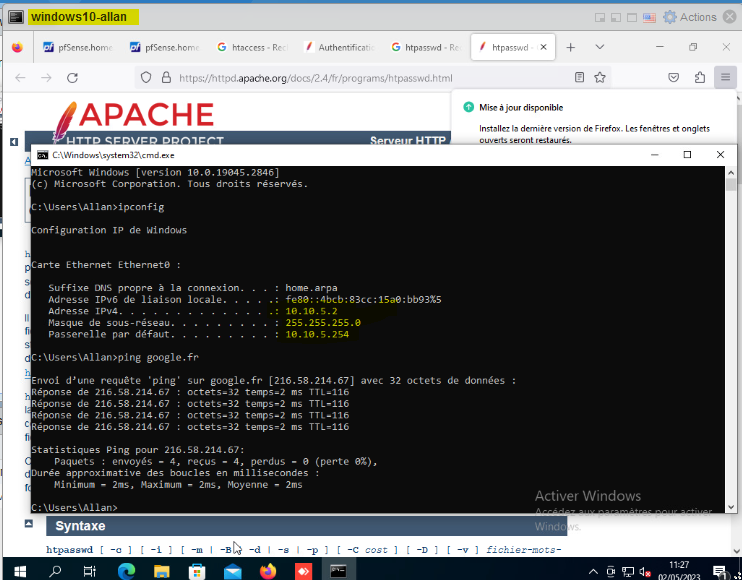 windows10-allan
Actions
pfSense.home
pfSense.home
htaccess - Rec
Authentificatio
htpasswd - Re
htpasswd -
https://httpd.apache.org/docs/2.4/fr/programs/htpasswd.html
Mise à jour disponible
Installez la dernière version de Firefox. Les fenêtres et onglets
ouverts seront restaurés.
APACHE
HTTP SERVER PROJECT
Serveur HTTP
C:\Windows\system32\cmd.exe
Microsoft Windows [version 10.0.19045.2846]
(c) Microsoft Corporation. Tous droits réservés.
C:\Users\Allan>ipconfig
Configuration IP de Windows
Carte Ethernet Ethernet0 :
Suffixe DNS propre à la connexion. . . : home.arpa
Adresse IPv6 de liaison locale. . . . .: fe80::4bcb:83cc:15a0:bb93%5
Adresse IPv4. . . . . . . . . . . . . .: 10.10.5.2
Masque de sous-réseau. . . . . . . . . : 255.255.255.0
Passerelle par défaut. . . . . . . . . : 10.10.5.254
C:\Users\Allan>ping google.fr
Envoi d’une requête 'ping' sur google.fr [216.58.214.67] avec 32 octets de données :
Réponse de 216.58.214.67 : octets=32 temps=2 ms TTL=116
Réponse de 216.58.214.67 : octets=32 temps=2 ms TTL=116
Réponse de 216.58.214.67 : octets=32 temps=2 ms TTL=116
Réponse de 216.58.214.67 : octets=32 temps=2 ms TTL=116
Statistiques Ping pour 216.58.214.67:
Paquets : envoyés = 4, reçus = 4, perdus = 0 (perte 0%),
Durée approximative des boucles en millisecondes :
Minimum = 2ms, Maximum = 2ms, Moyenne = 2ms
C:\Users\Allan>
Activer Windows
Accédez aux paramètres pour activer
Windows.
Syntaxe
htpasswd [ -c ] [ -i ] [ -m | -B | -d | -s | -p ] [ -C cost ] [ -D ] [ -v ] fichier-mots-
11:27
02/05/2023